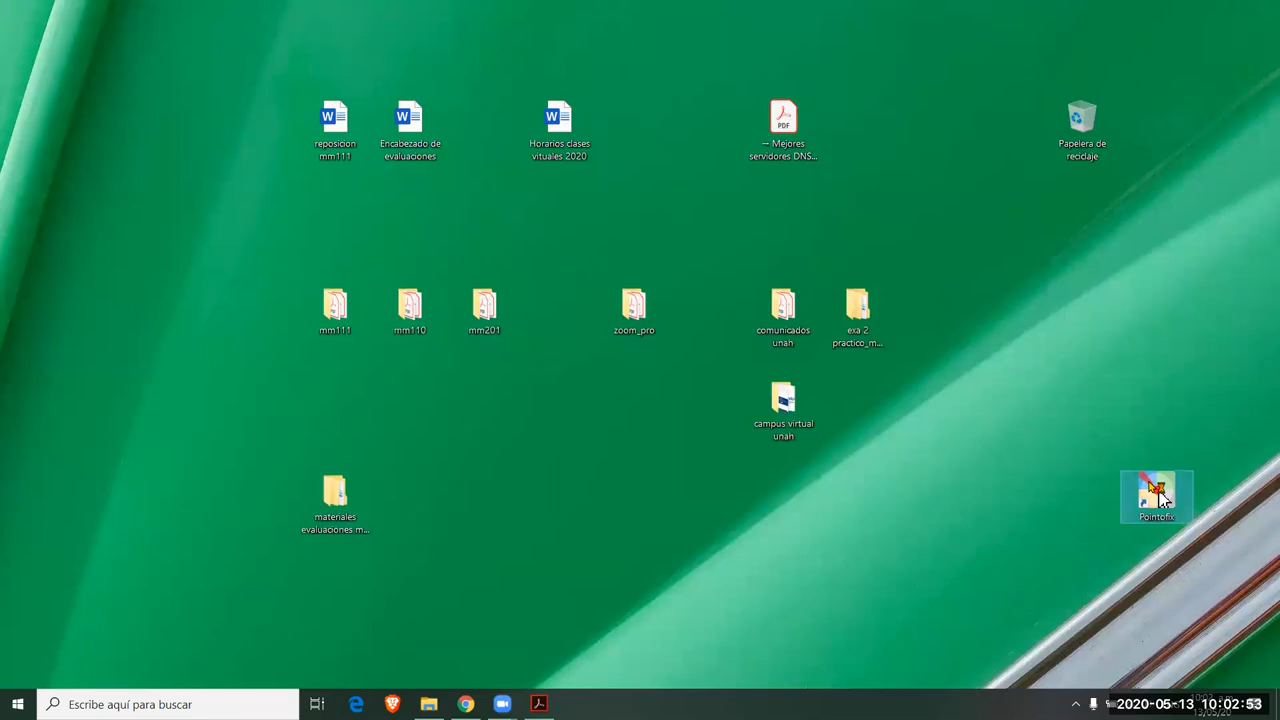 reposicion
mm111
Encabezado de
evaluaciones
Horarios clases
vituales 2020
PDF
→ Mejores
servidores DNS...
Papelera de
reciclaje
mm111
mm110
mm201
zoom_pro
comunicados
unah
exa 2
practico_m...
campus virtual
unah
materiales
evaluaciones m...
Pointofix
Escribe aquí para buscar
2020-05-13 10:02:53